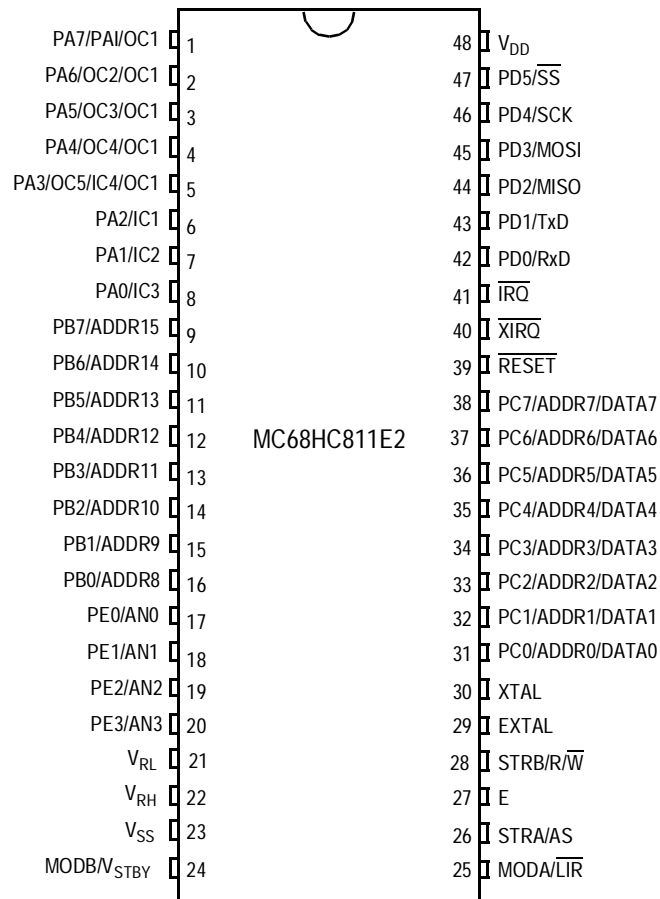 PA7/PAI/OC1 1 48 VDD
PA6/OC2/OC1 2 47 PD5/S̅S̅
PA5/OC3/OC1 3 46 PD4/SCK
PA4/OC4/OC1 4 45 PD3/MOSI
PA3/OC5/IC4/OC1 5 44 PD2/MISO
PA2/IC1 6 43 PD1/TxD
PA1/IC2 7 42 PD0/RxD
PA0/IC3 8 41 I̅R̅Q̅
PB7/ADDR15 9 40 X̅I̅R̅Q̅
PB6/ADDR14 10 39 R̅E̅S̅E̅T̅
PB5/ADDR13 11 38 PC7/ADDR7/DATA7
PB4/ADDR12 12 MC68HC811E2 37 PC6/ADDR6/DATA6
PB3/ADDR11 13 36 PC5/ADDR5/DATA5
PB2/ADDR10 14 35 PC4/ADDR4/DATA4
PB1/ADDR9 15 34 PC3/ADDR3/DATA3
PB0/ADDR8 16 33 PC2/ADDR2/DATA2
PE0/AN0 17 32 PC1/ADDR1/DATA1
PE1/AN1 18 31 PC0/ADDR0/DATA0
PE2/AN2 19 30 XTAL
PE3/AN3 20 29 EXTAL
VRL 21 28 STRB/R/W̅
VRH 22 27 E
VSS 23 26 STRA/AS
MODB/VSTBY 24 25 MODA/L̅I̅R̅